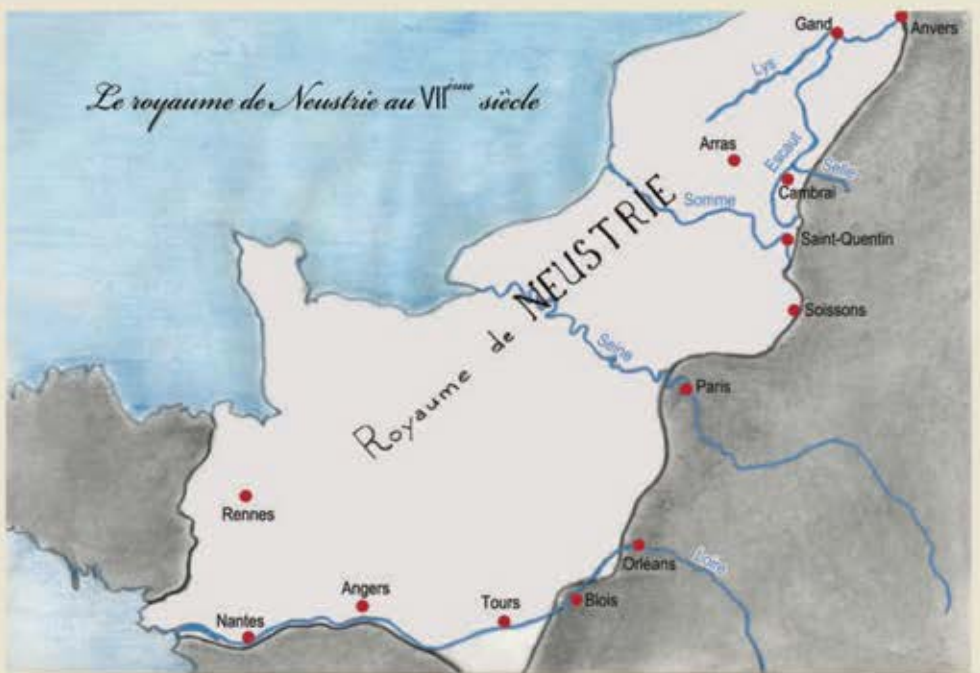 Le royaume de Neustrie au VIIième siècle
Gand
Anvers
Lys
Arras
Escaut
Selle
Cambrai
Somme
Saint-Quentin
Soissons
Royaume de NEUSTRIE
Seine
Paris
Rennes
Orléans
Loire
Angers
Tours
Blois
Nantes